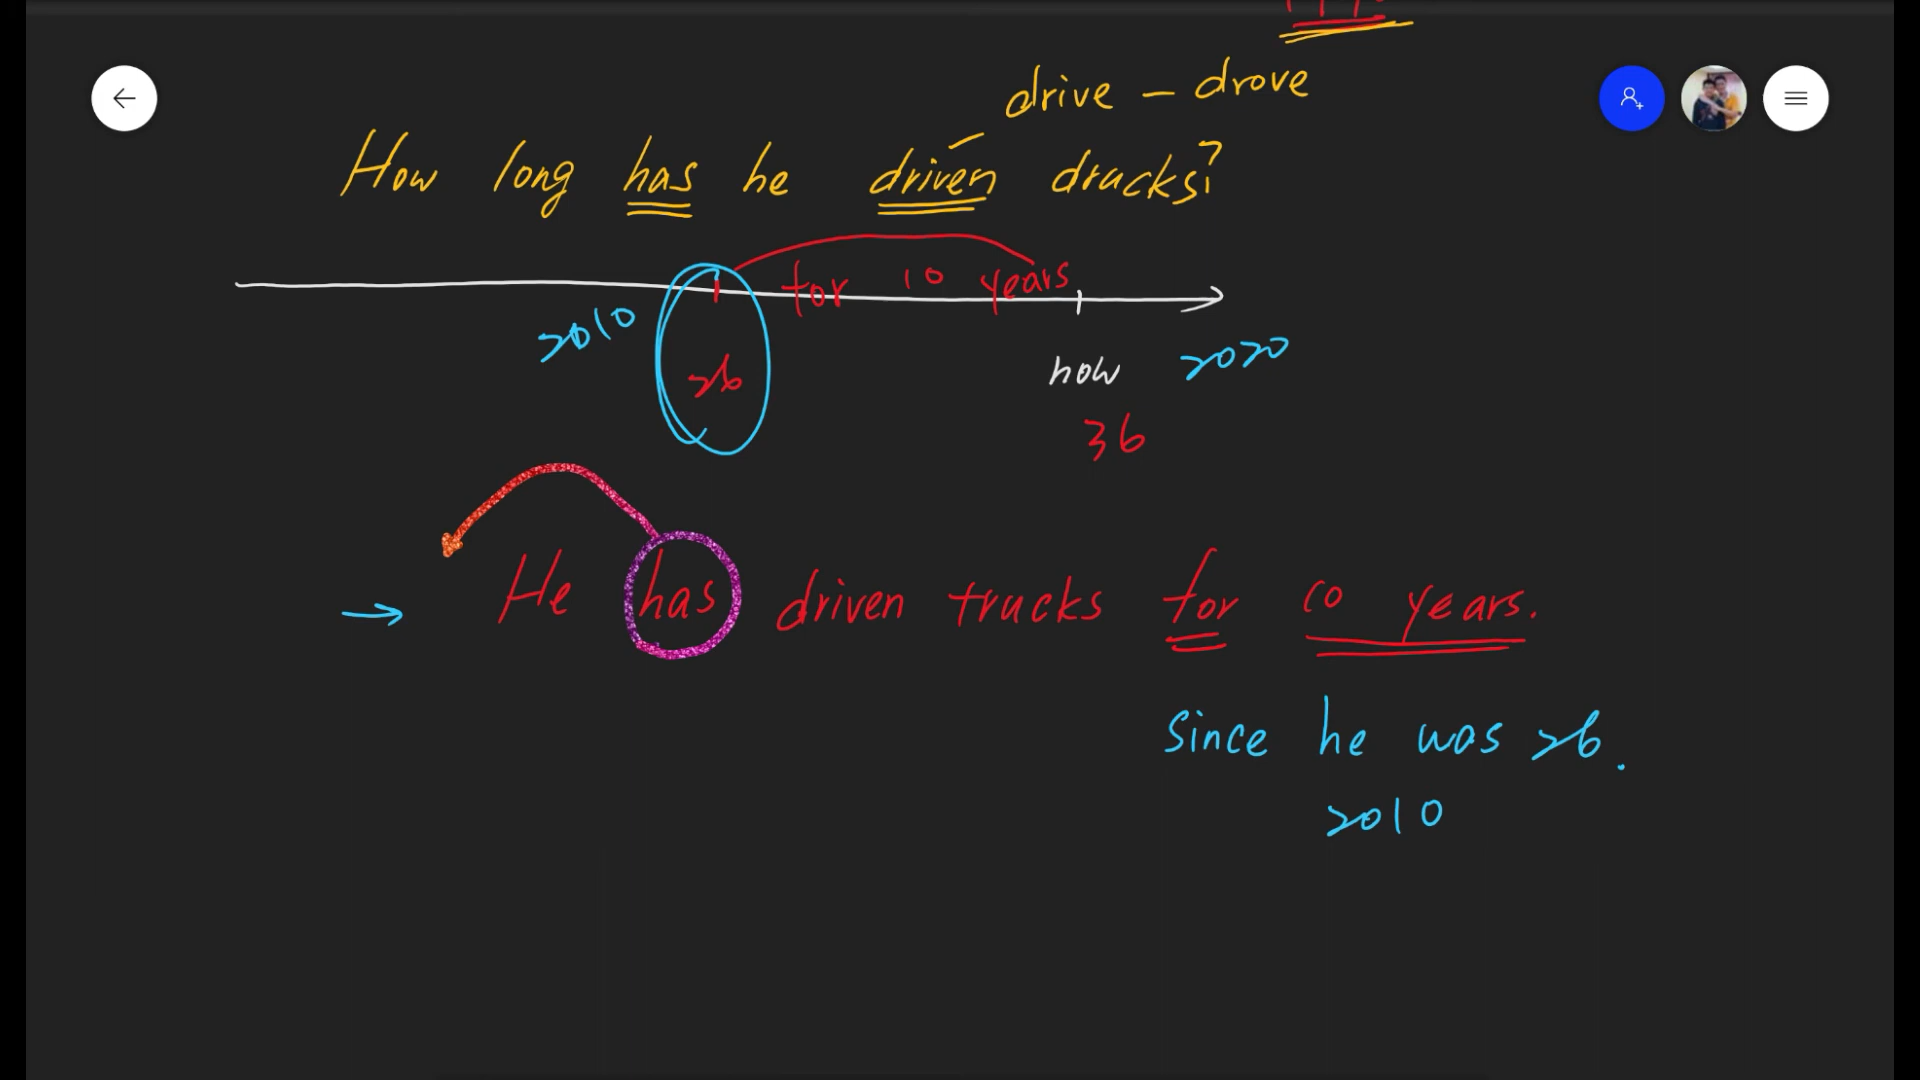 drive - drove
How long has he driven drucks?
for 10 years
2010
26
now 2020
36
→ He has driven trucks for 10 years.
Since he was 26.
2010